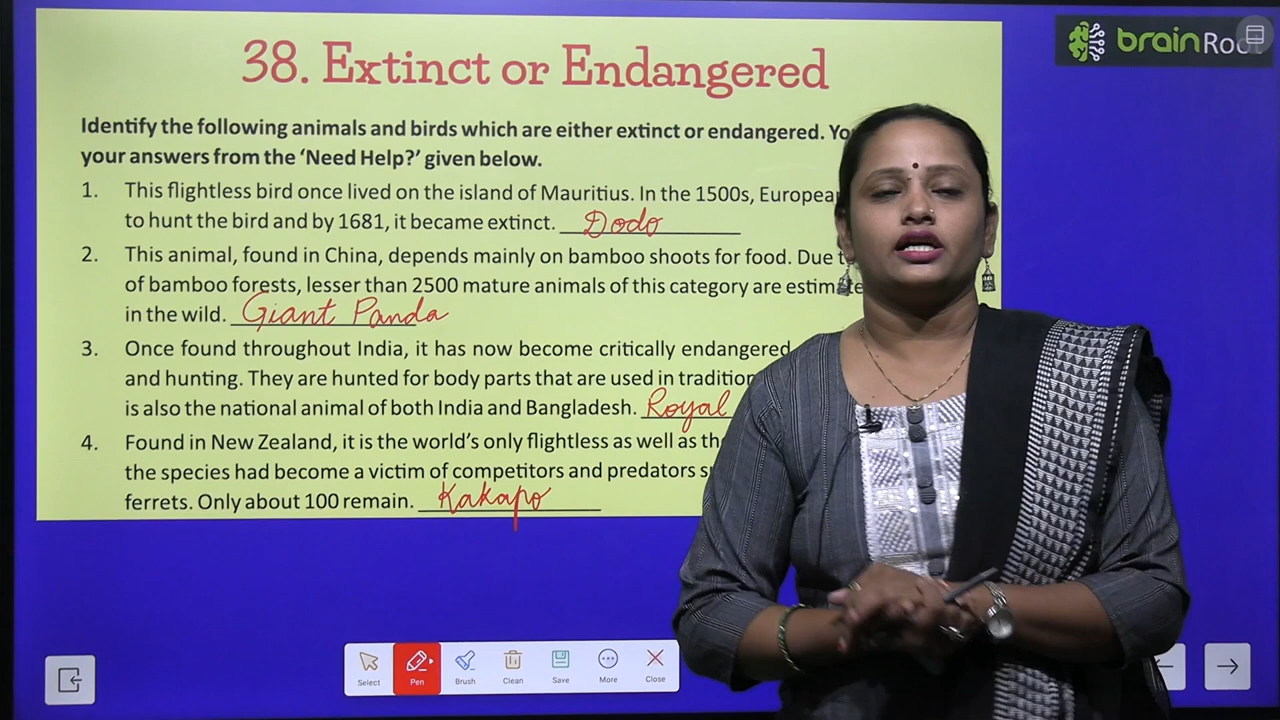 38. Extinct or Endangered
brain
Identify the following animals and birds which are either extinct or endangered.
your answers from the ‘Need Help?’ given below.
1. This flightless bird once lived on the island of Mauritius. In the 1500s,
to hunt the bird and by 1681, it became extinct. Dodo
2. This animal, found in China, depends mainly on bamboo shoots for food. Due
of bamboo forests, lesser than 2500 mature animals of this category are
in the wild. Giant Panda
3. Once found throughout India, it has now become critically endangered
and hunting. They are hunted for body parts that are used in
is also the national animal of both India and Bangladesh. Royal
4. Found in New Zealand, it is the world’s only flightless as well as
the species had become a victim of competitors and predators
ferrets. Only about 100 remain. Kakapo
Select Pen Brush Clean Save More Close